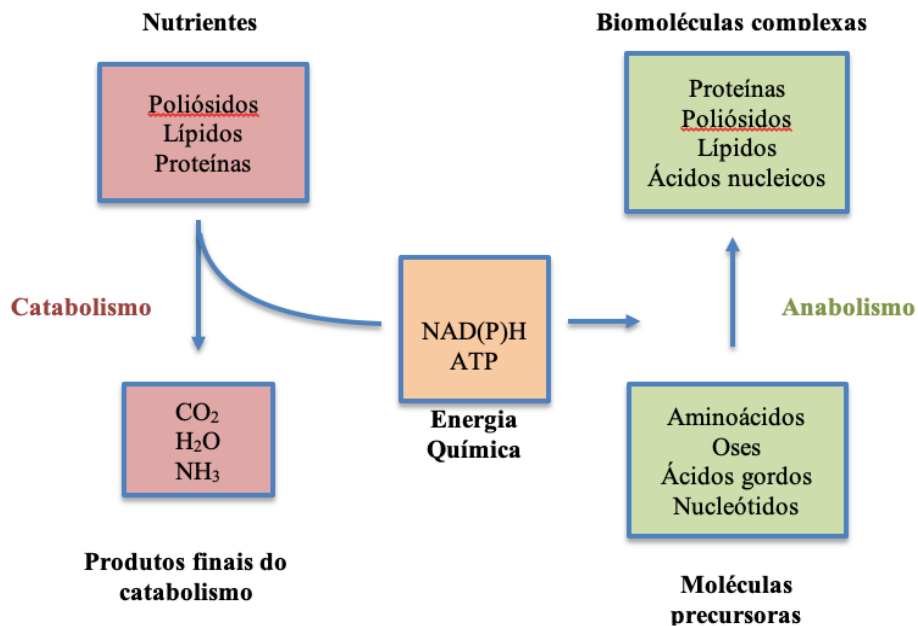 Nutrientes
Poliósidos
Lípidos
Proteínas
Catabolismo
CO₂
H₂O
NH₃
Produtos finais do
catabolismo
NAD(P)H
ATP
Energia
Química
Biomoléculas complexas
Proteínas
Poliósidos
Lípidos
Ácidos nucleicos
Anabolismo
Aminoácidos
Oses
Ácidos gordos
Nucleótidos
Moléculas
precursoras